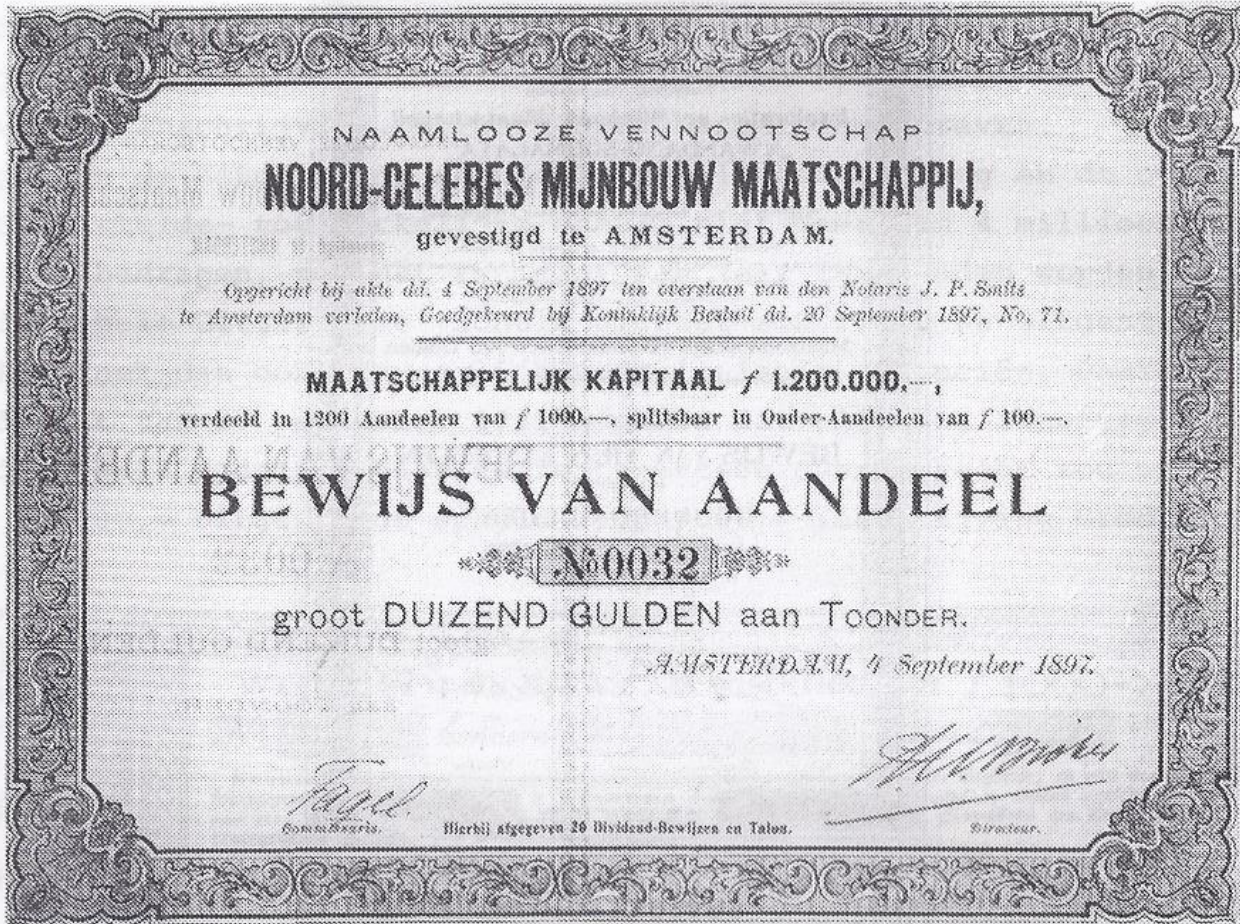 NAAMLOOZE VENNOOTSCHAP
NOORD-CELEBES MIJNBOUW MAATSCHAPPIJ,
gevestigd te AMSTERDAM.
Opgericht bij akte dd. 4 September 1897 ten overstaan van den Notaris J. P. Smits
te Amsterdam verleden, Goedgekeurd bij Koninklijk Besluit dd. 20 September 1897, No. 71.
MAATSCHAPPELIJK KAPITAAL ƒ 1.200.000.—,
verdeeld in 1200 Aandeelen van ƒ 1000.—, splitsbaar in Onder-Aandeelen van ƒ 100.—.
BEWIJS VAN AANDEEL
No 0032
groot DUIZEND GULDEN aan TOONDER.
AMSTERDAM, 4 September 1897.
Commissaris. Hierbij afgegeven 20 Dividend-Bewijzen en Talon. Directeur.